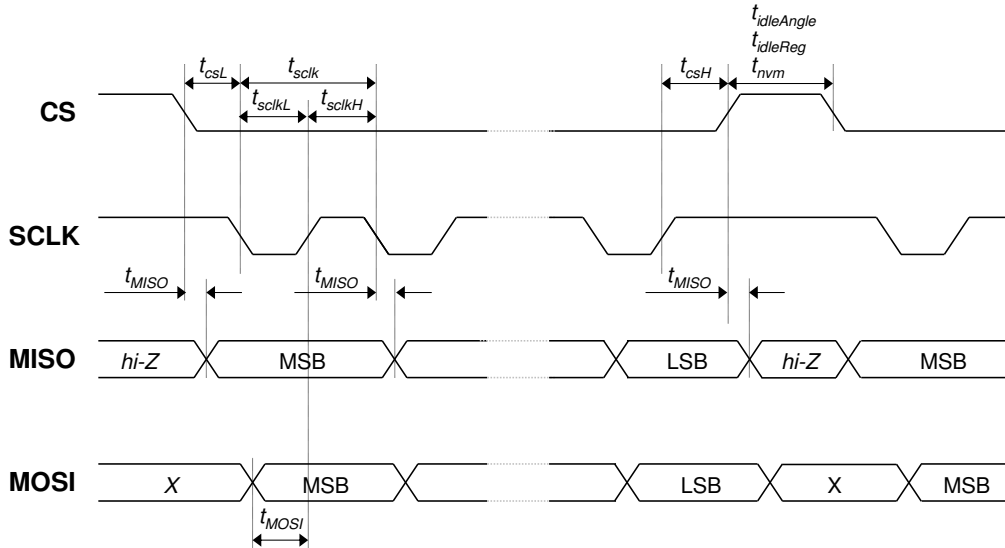 t_idleAngle
t_idleReg
t_csL t_sclk t_csH t_nvm
CS t_sclkL t_sclkH
SCLK
t_MISO t_MISO t_MISO
MISO hi-Z MSB LSB hi-Z MSB
MOSI X MSB LSB X MSB
t_MOSI